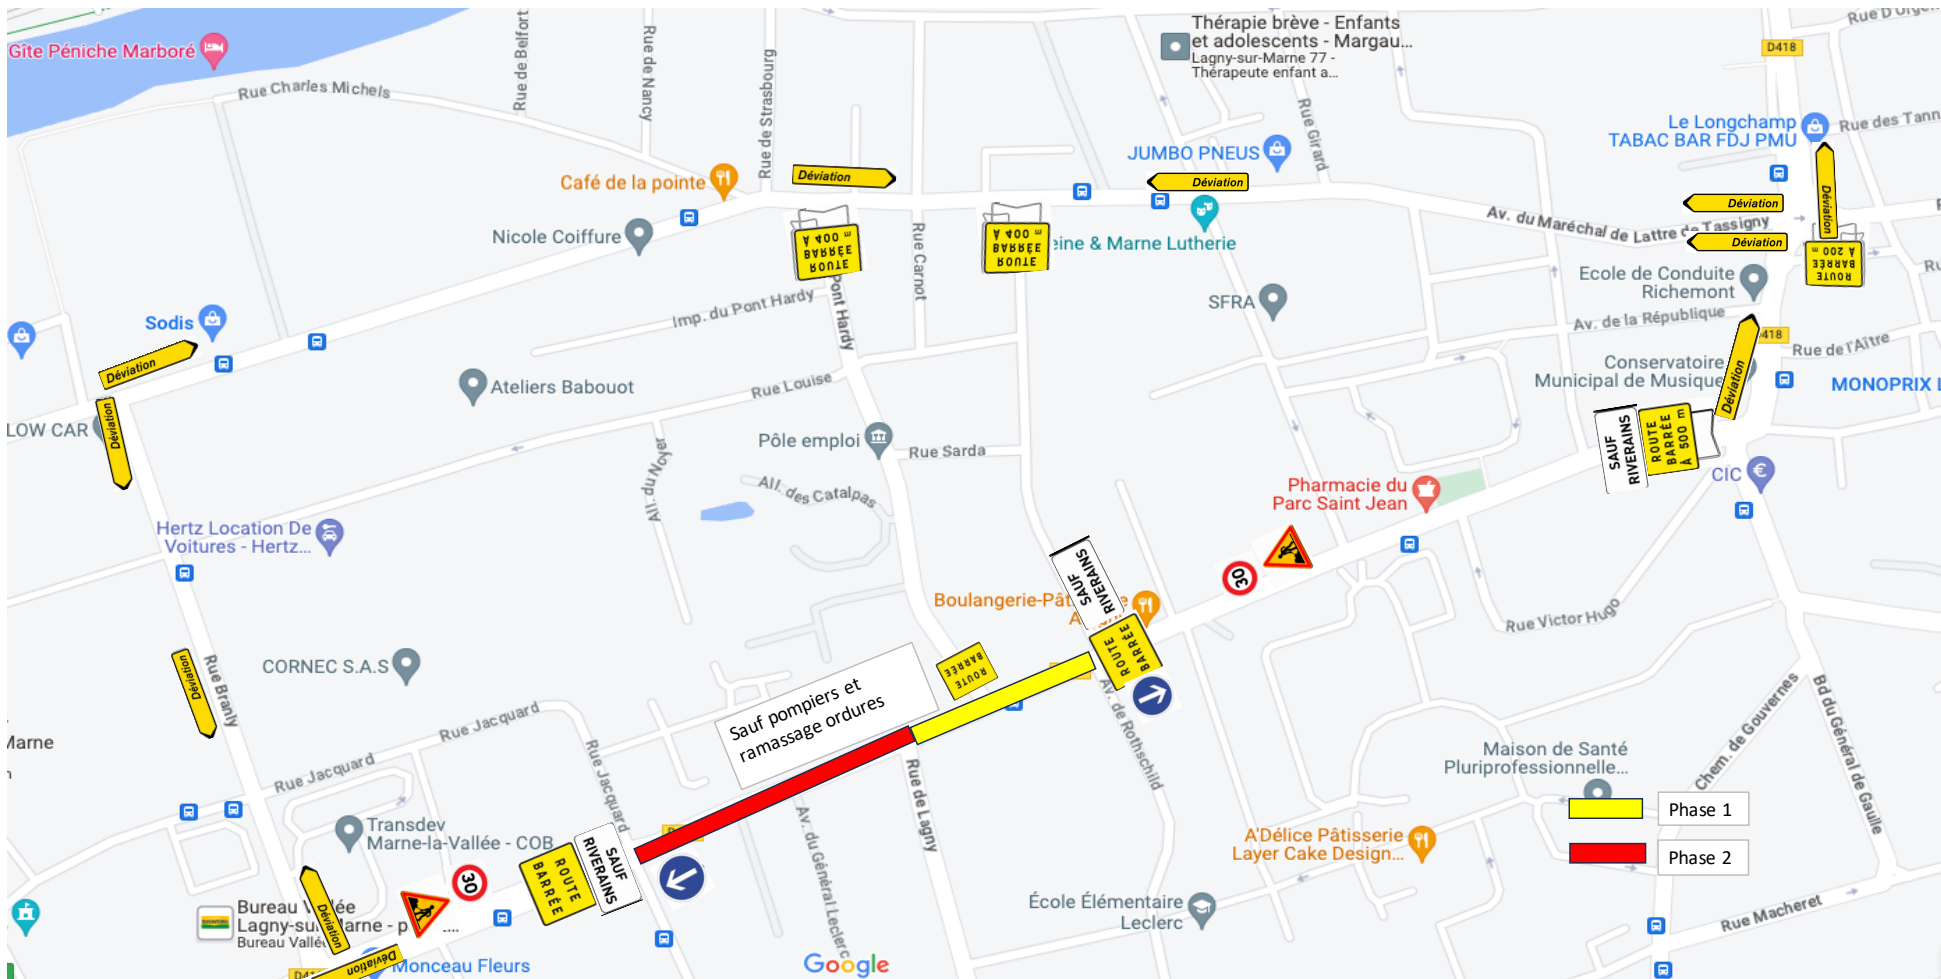 Gîte Péniche Marboré
Rue Charles Michels
Rue de Belfort
Rue de Nancy
Rue de Strasbourg
Thérapie brève - Enfants
et adolescents - Margau...
Lagny-sur-Marne 77 -
Thérapeute enfant a...
Rue Girard
D418
Le Longchamp
TABAC BAR FDJ PMU
Rue des Tann
JUMBO PNEUS
Café de la pointe
Déviation
Déviation
Déviation
Déviation
Déviation
Nicole Coiffure
ROUTE
BARRÉE
À 400 m
Rue Carnot
ROUTE
BARRÉE
À 400 m
eine & Marne Lutherie
Av. du Maréchal de Lattre de Tassigny
ROUTE
BARRÉE
À 200 m
Ecole de Conduite
Richemont
SFRA
Imp. du Pont Hardy
Pont Hardy
Av. de la République
418
Rue de l'Aître
Sodis
Déviation
Conservatoire
Municipal de Musique
Déviation
MONOPRIX L
Ateliers Babouot
Rue Louise
LOW CAR
Déviation
Pôle emploi
Rue Sarda
All. du Noyer
All. des Catalpas
SAUF
RIVERAINS
ROUTE
BARRÉE
À 500 m
CIC
Pharmacie du
Parc Saint Jean
Hertz Location De
Voitures - Hertz...
SAUF
RIVERAINS
30
Boulangerie-Pât
Rue Victor Hugo
ROUTE
BARRÉE
ROUTE
BARRÉE
CORNEC S.A.S
Déviation
Rue Branly
Sauf pompiers et
ramassage ordures
Av. de Rothschild
Chem. de Gouvernes
Bd du Général de Gaulle
Marne
Rue Jacquard
Rue Jacquard
Rue Jacquard
Rue de Lagny
Av. du Général Leclerc
Maison de Santé
Pluriprofessionnelle...
Phase 1
Phase 2
Transdev
Marne-la-Vallée - COB
A'Délice Pâtisserie
Layer Cake Design...
ROUTE
BARRÉE
SAUF
RIVERAINS
30
Bureau Vallée
Lagny-sur-Marne - p...
Bureau Vallé
Déviation
Déviation
École Élémentaire
Leclerc
Rue Macheret
Monceau Fleurs
Google